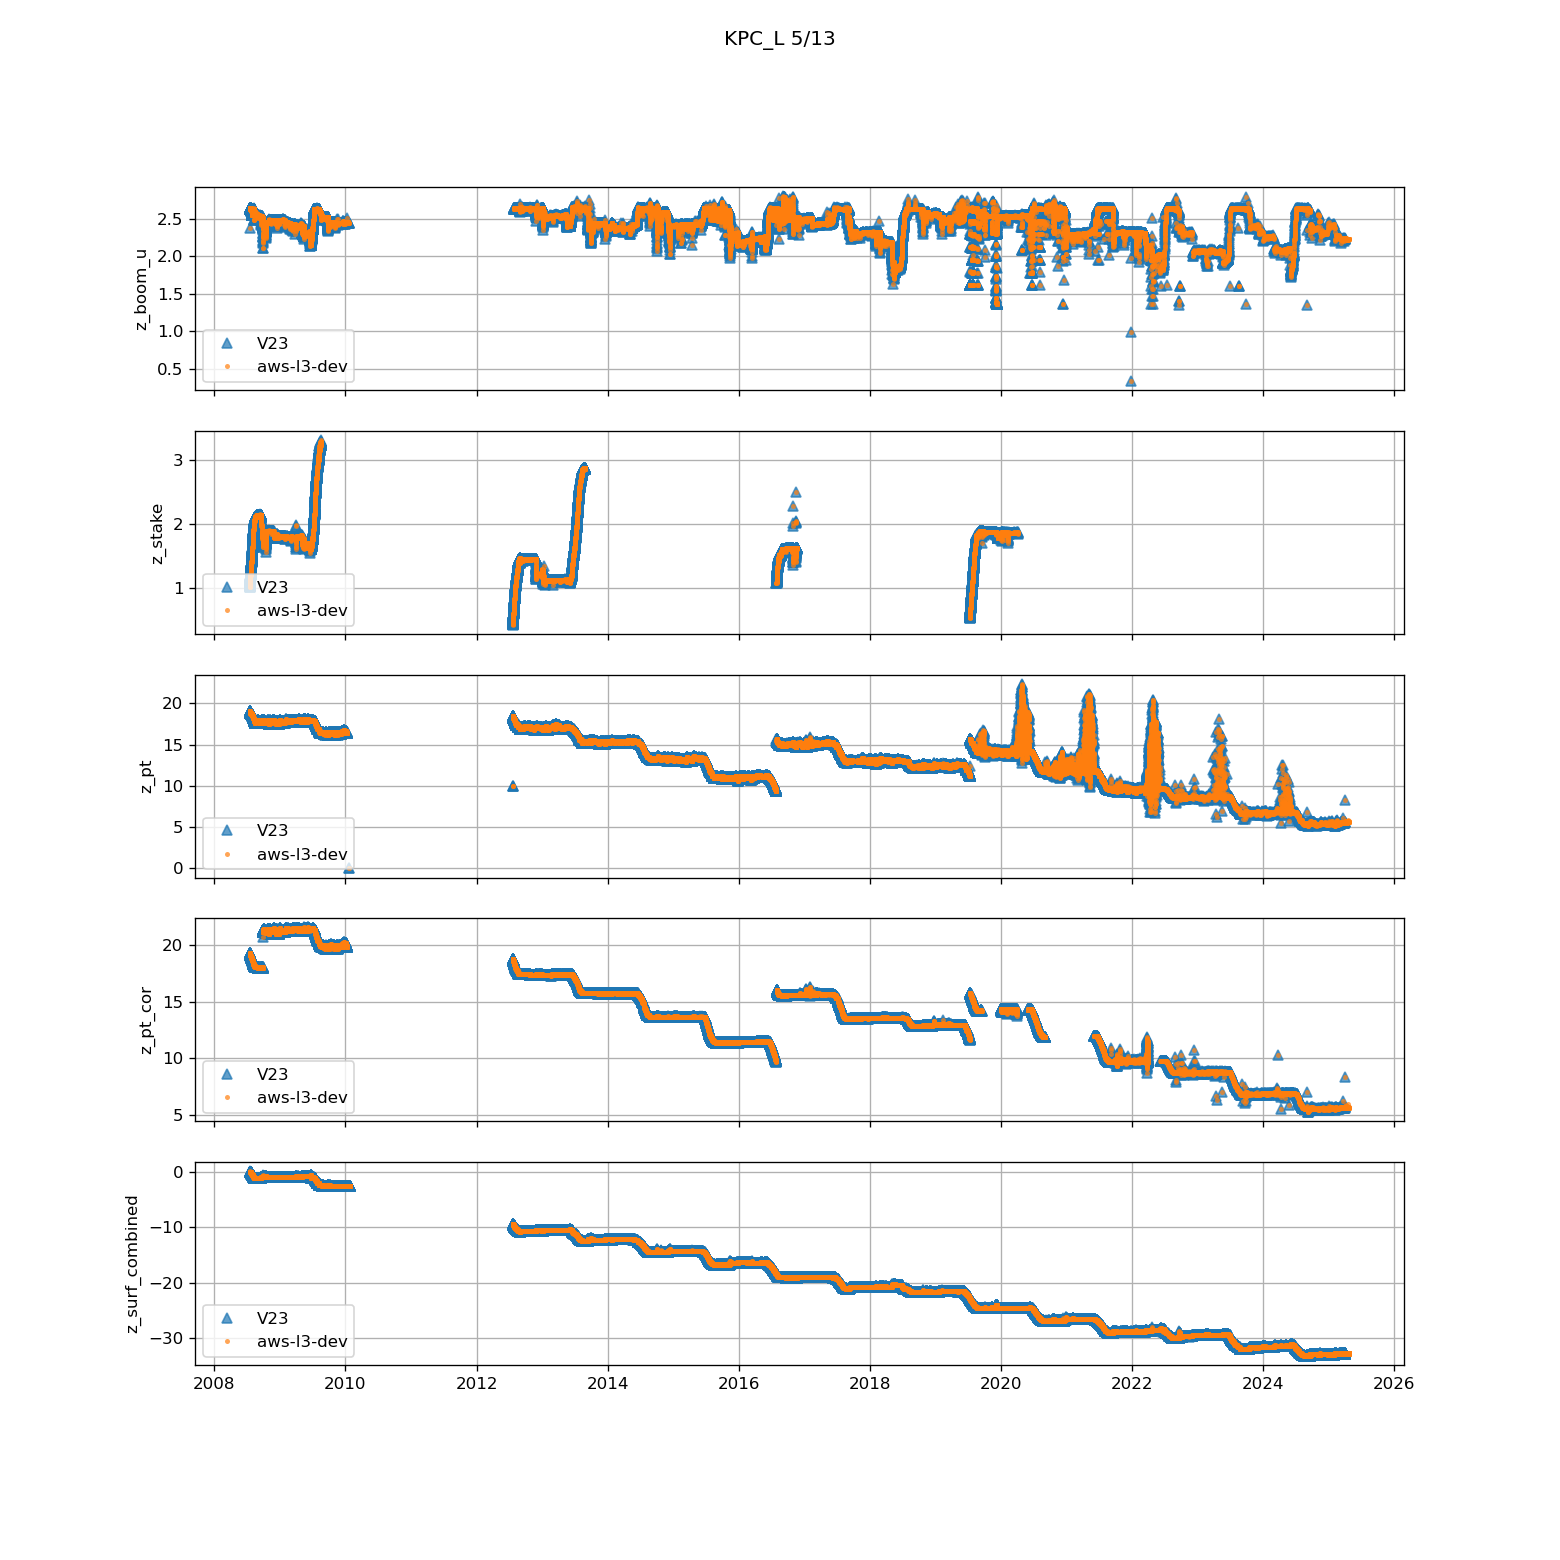 KPC_L 5/13
2.5
2.0
1.5
1.0
0.5
z_boom_u
V23
aws-l3-dev
3
2
1
z_stake
V23
aws-l3-dev
20
15
10
5
0
z_pt
V23
aws-l3-dev
20
15
10
5
z_pt_cor
V23
aws-l3-dev
0
−10
−20
−30
z_surf_combined
V23
aws-l3-dev
2008 2010 2012 2014 2016 2018 2020 2022 2024 2026